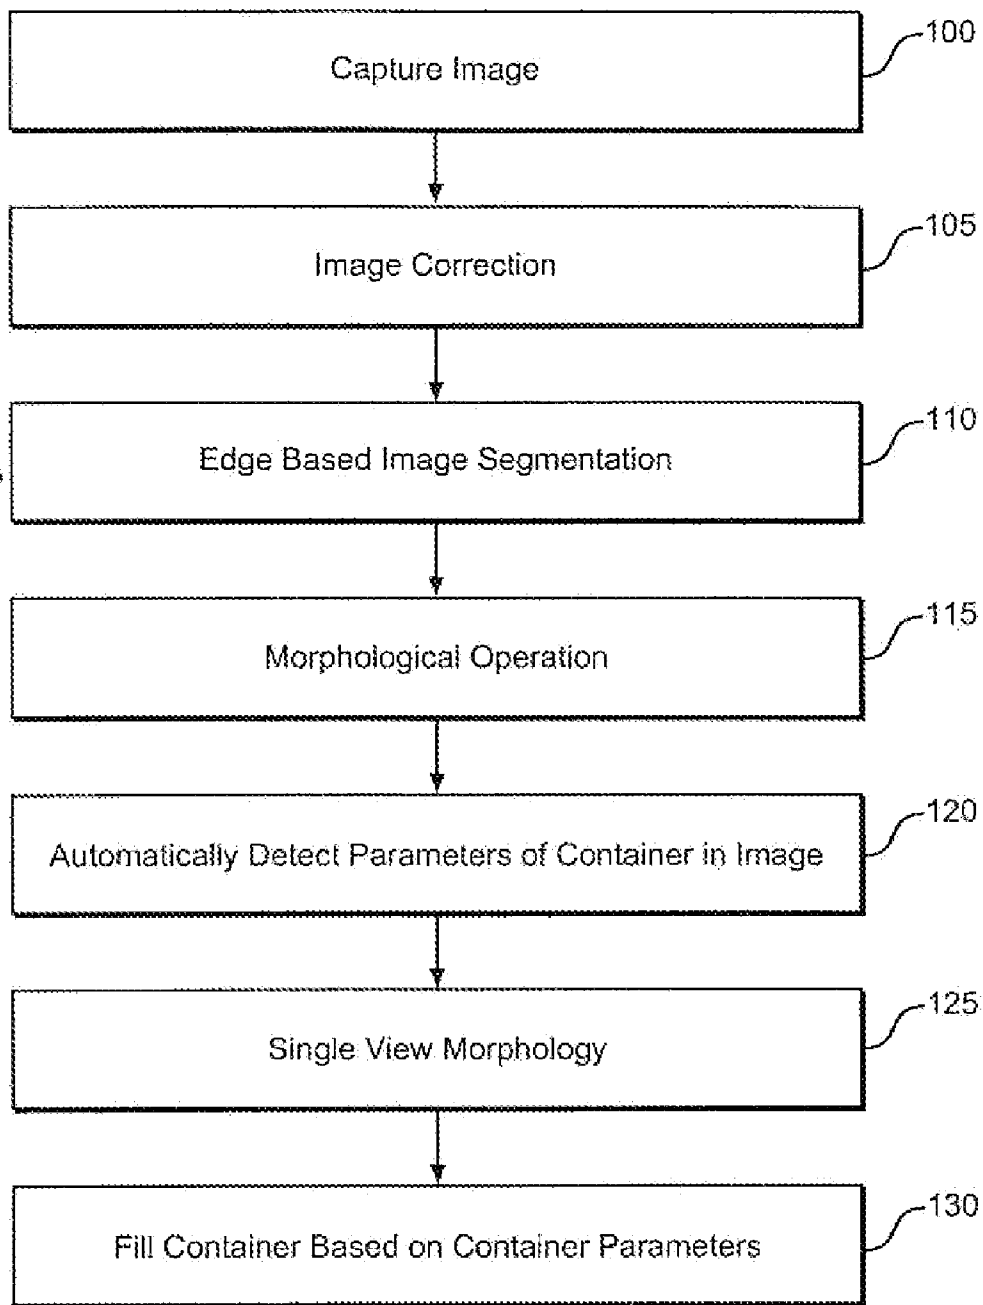 Capture Image
100
Image Correction
105
Edge Based Image Segmentation
110
Morphological Operation
115
Automatically Detect Parameters of Container in Image
120
Single View Morphology
125
Fill Container Based on Container Parameters
130